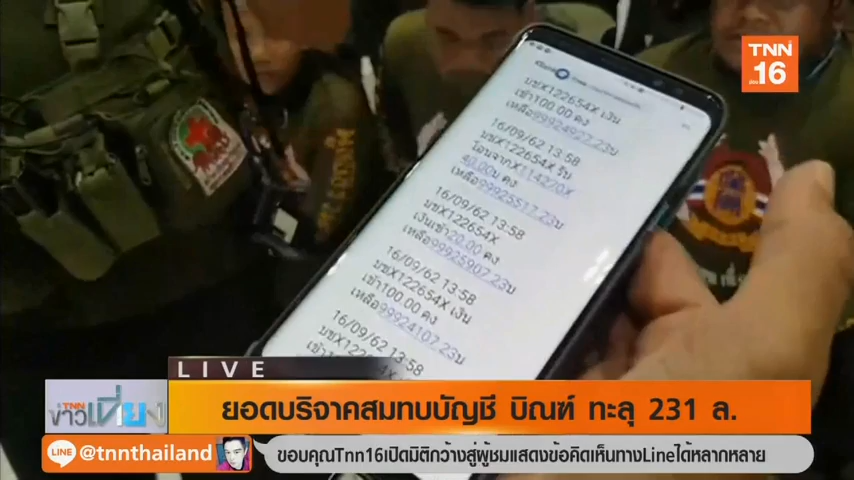 TNN
16
บชX122654X เงิน
เข้า100.00 คง
เหลือ99924927.23บ
16/09/62 13:58
บชX122654X รับ
โอนจากX114270X
40.00บ คง
เหลือ99925517.23บ
16/09/62 13:58
บชX122654X
เงินเข้า20.00 คง
เหลือ99925907.23บ
16/09/62 13:58
บชX122654X เงิน
เข้า100.00 คง
เหลือ99924107.23บ
16/09/62 13:58
LIVE
TNN
ข่าวเที่ยง
ยอดบริจาคสมทบบัญชี บิณฑ์ ทะลุ 231 ล.
LINE @tnnthailand
ขอบคุณTnn16เปิดมิติกว้างสู่ผู้ชมแสดงข้อคิดเห็นทางLineได้หลากหลาย